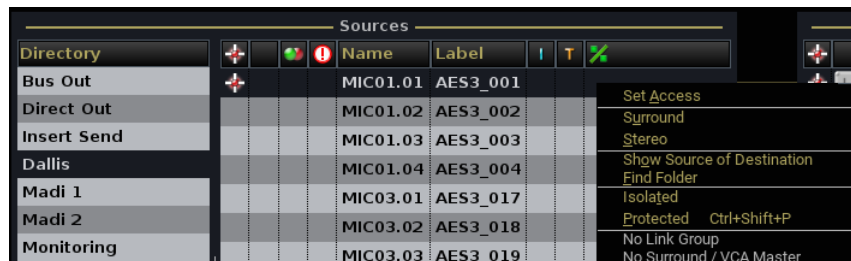 Sources
Directory Name Label I T
Bus Out MIC01.01 AES3_001
Direct Out MIC01.02 AES3_002
Insert Send MIC01.03 AES3_003
Dallis MIC01.04 AES3_004
Madi 1 MIC03.01 AES3_017
Madi 2 MIC03.02 AES3_018
Monitoring MIC03.03 AES3_019
Set Access
Surround
Stereo
Show Source of Destination
Find Folder
Isolated
Protected Ctrl+Shift+P
No Link Group
No Surround / VCA Master